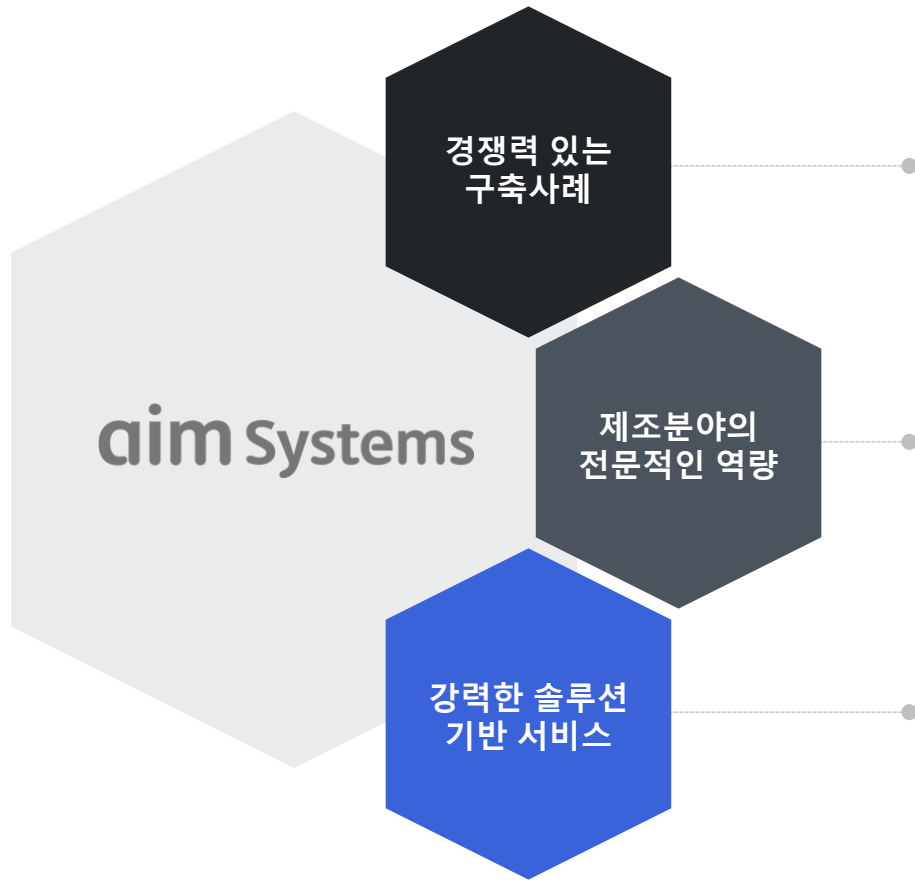 경쟁력 있는
구축사례
aim Systems
제조분야의
전문적인 역량
강력한 솔루션
기반 서비스